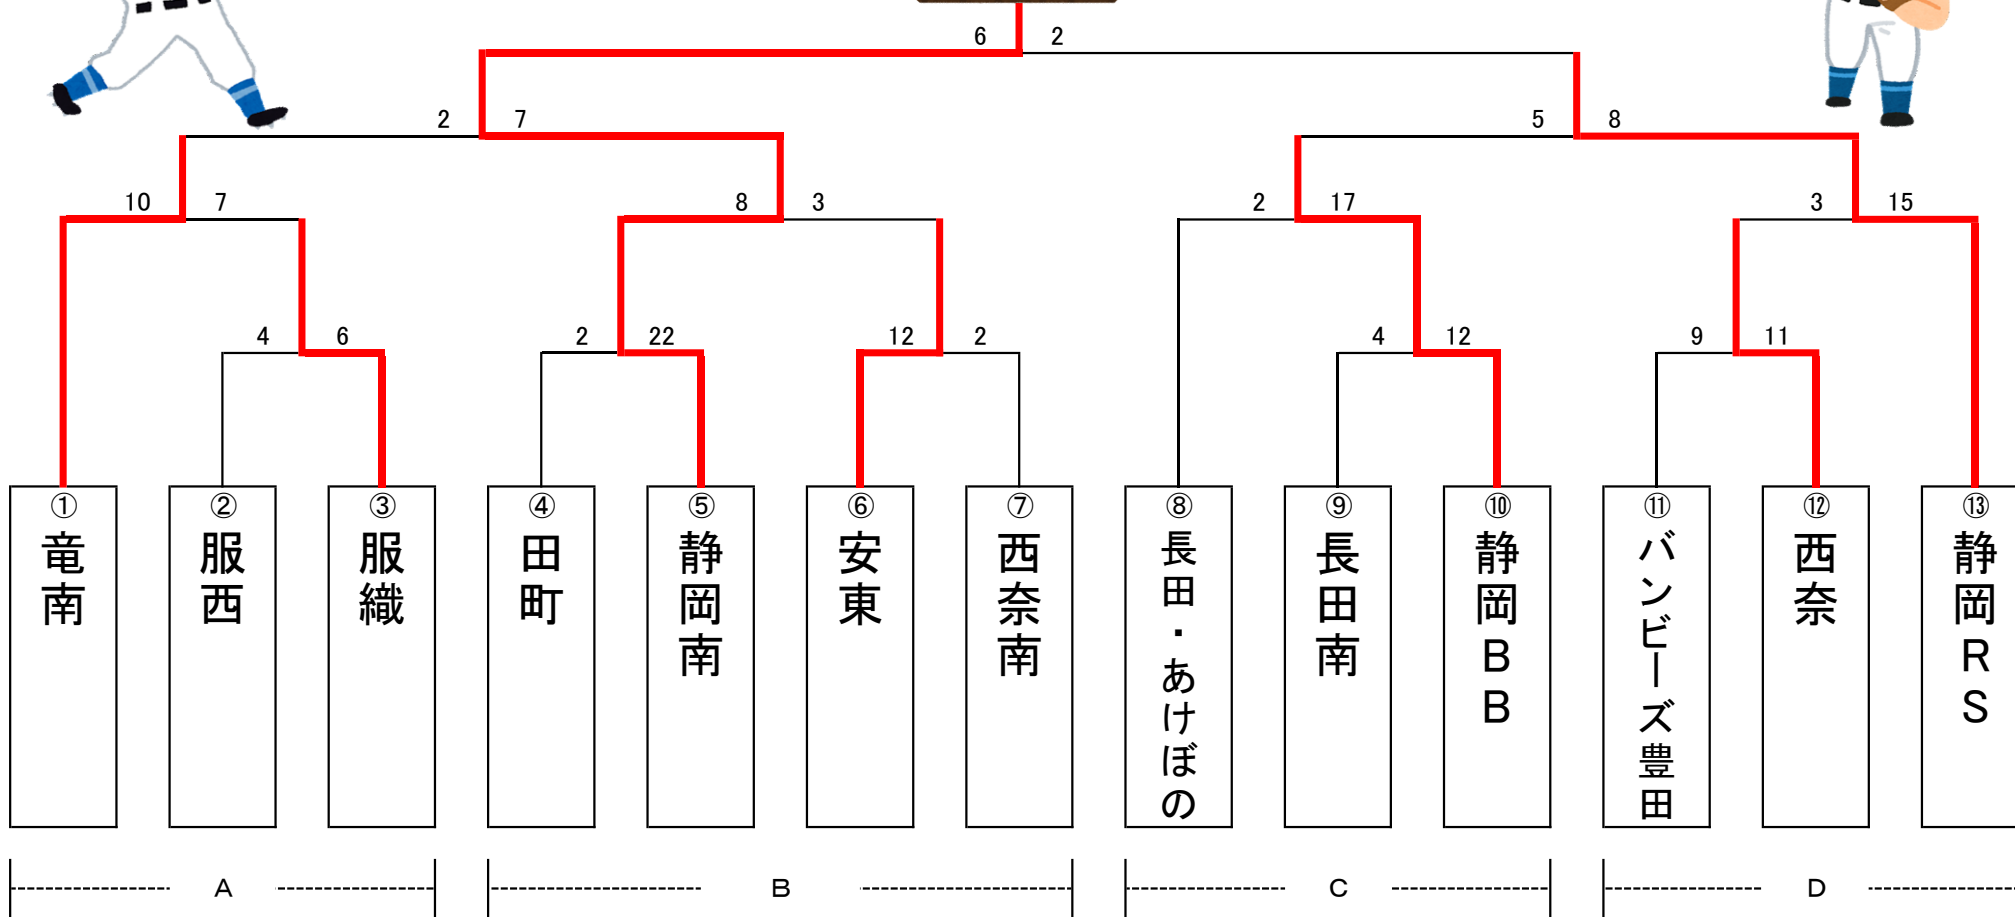 6 2
2 7
5 8
10 7
8 3
2 17
3 15
4 6
2 22
12 2
4 12
9 11
①竜南
②服西
③服織
④田町
⑤静岡南
⑥安東
⑦西奈南
⑧長田・あけぼの
⑨長田南
⑩静岡BB
⑪バンビーズ豊田
⑫西奈
⑬静岡RS
A
B
C
D